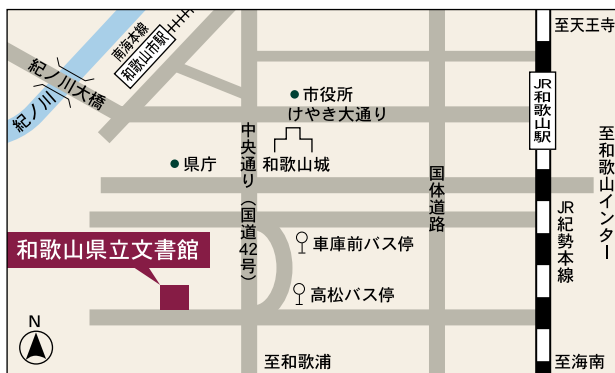 至天王寺
南海本線
和歌山市駅
紀ノ川大橋
紀ノ川
市役所
けやき大通り
JR和歌山駅
至和歌山インター
県庁
和歌山城
中央通り(国道42号)
国体道路
JR紀勢本線
和歌山県立文書館
車庫前バス停
高松バス停
N
至和歌浦
至海南